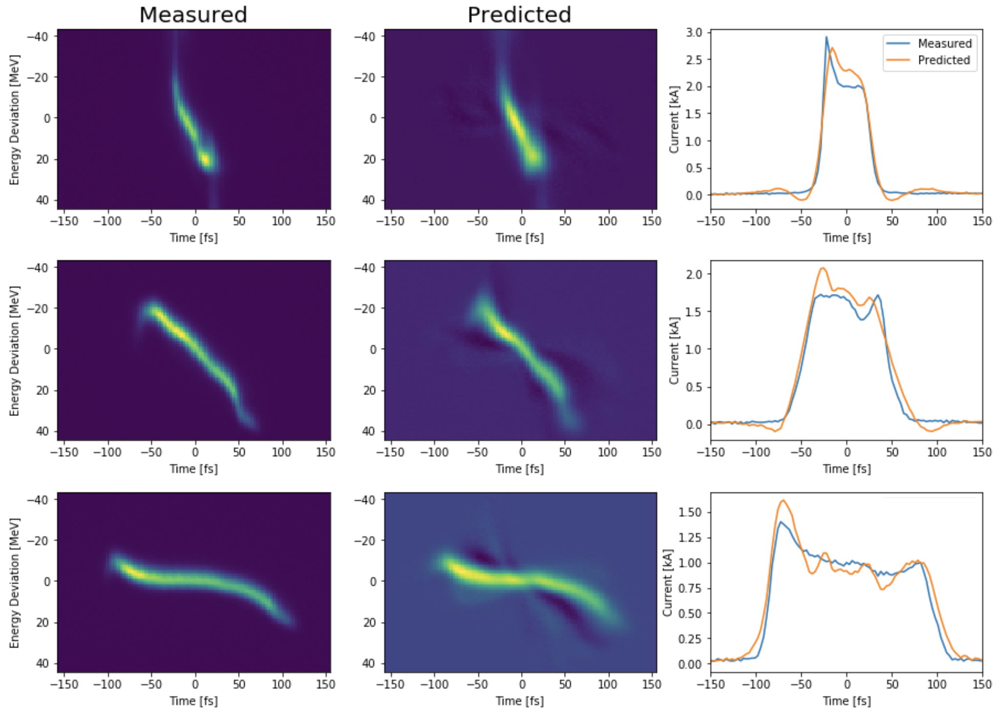 Measured Predicted
Energy Deviation [MeV]
−40
−20
0
20
40
−150 −100 −50 0 50 100 150
Time [fs]
−40
−20
0
20
40
−150 −100 −50 0 50 100 150
Time [fs]
Current [kA]
3.0
2.5
2.0
1.5
1.0
0.5
0.0
Measured
Predicted
−150 −100 −50 0 50 100 150
Time [fs]
Energy Deviation [MeV]
−40
−20
0
20
40
−150 −100 −50 0 50 100 150
Time [fs]
−40
−20
0
20
40
−150 −100 −50 0 50 100 150
Time [fs]
Current [kA]
2.0
1.5
1.0
0.5
0.0
−150 −100 −50 0 50 100 150
Time [fs]
Energy Deviation [MeV]
−40
−20
0
20
40
−150 −100 −50 0 50 100 150
Time [fs]
−40
−20
0
20
40
−150 −100 −50 0 50 100 150
Time [fs]
Current [kA]
1.50
1.25
1.00
0.75
0.50
0.25
0.00
−150 −100 −50 0 50 100 150
Time [fs]